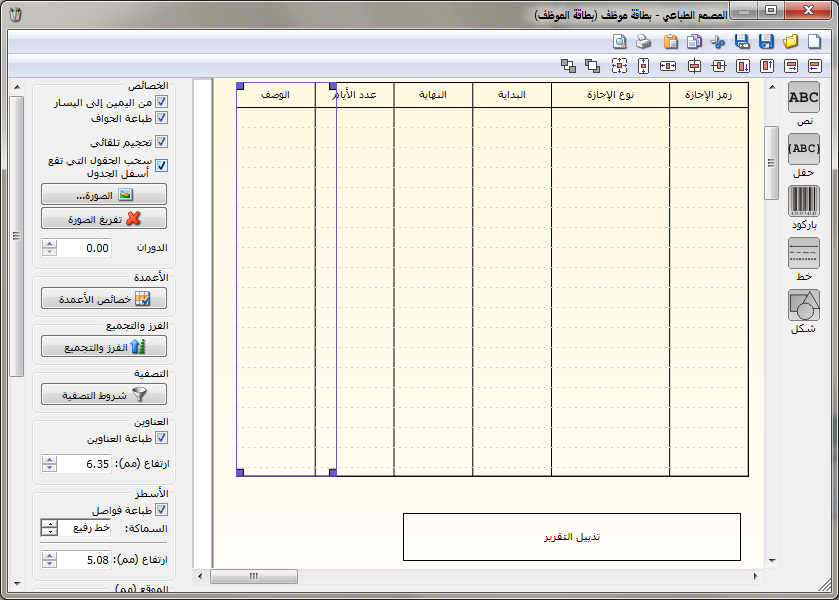 المصمم الطباعي - بطاقة موظف (بطاقة الموظف)
ABC
نص
{ABC}
حقل
باركود
خط
شكل
رمز الإجازة
نوع الإجازة
البداية
النهاية
عدد الأيام
الوصف
تذييل التقرير
الخصائص
من اليمين إلى اليسار
طباعة الحواف
تحجيم تلقائي
سحب الحقول التي تقع
أسفل الجدول
الصورة...
تفريغ الصورة
الدوران
0.00
الأعمدة
خصائص الأعمدة
الفرز والتجميع
الفرز والتجميع
التصفية
شروط التصفية
العناوين
طباعة العناوين
ارتفاع (مم): 6.35
الأسطر
طباعة فواصل
السماكة: خط رفيع
ارتفاع (مم): 5.08
الموقع (مم)